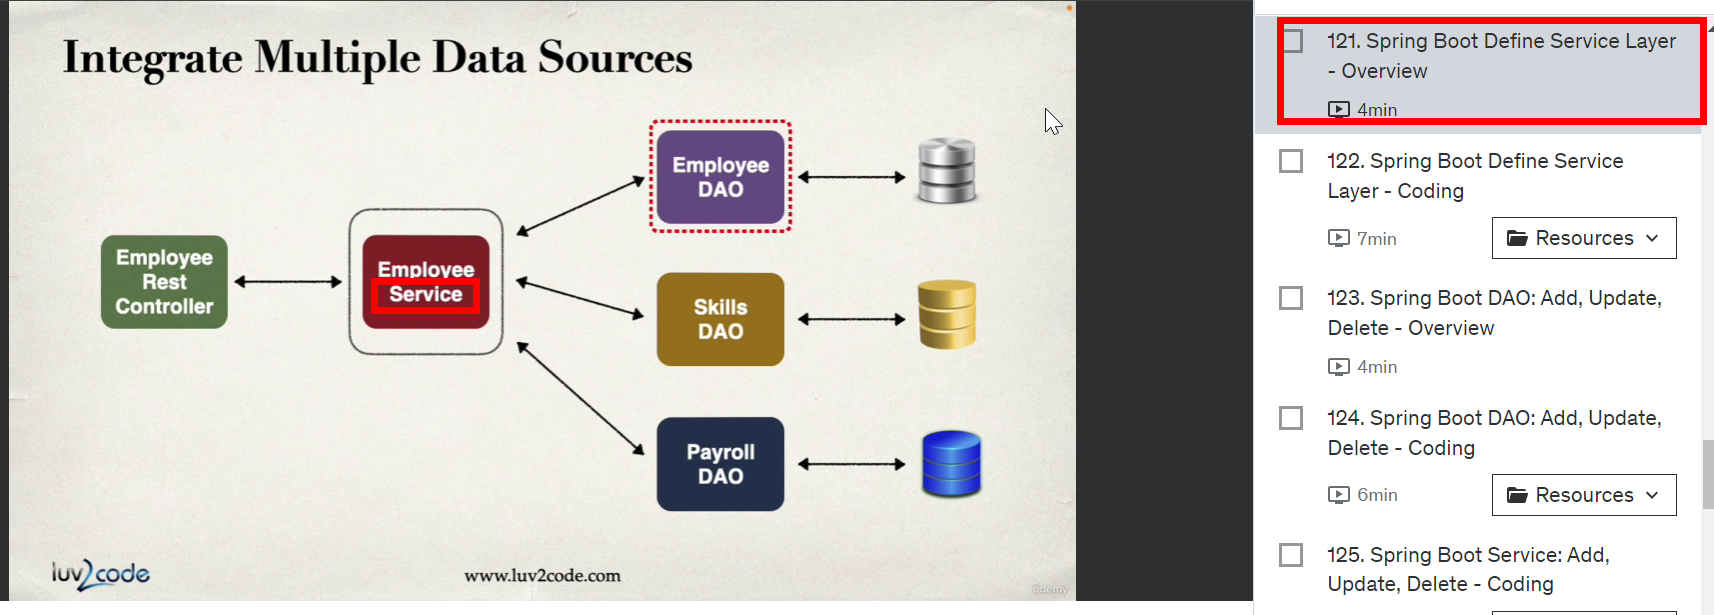 Integrate Multiple Data Sources
Employee
Rest
Controller
Employee
Service
Employee
DAO
Skills
DAO
Payroll
DAO
luv2code
www.luv2code.com
Udemy
121. Spring Boot Define Service Layer
- Overview
4min
122. Spring Boot Define Service
Layer - Coding
7min
Resources
123. Spring Boot DAO: Add, Update,
Delete - Overview
4min
124. Spring Boot DAO: Add, Update,
Delete - Coding
6min
Resources
125. Spring Boot Service: Add,
Update, Delete - Coding